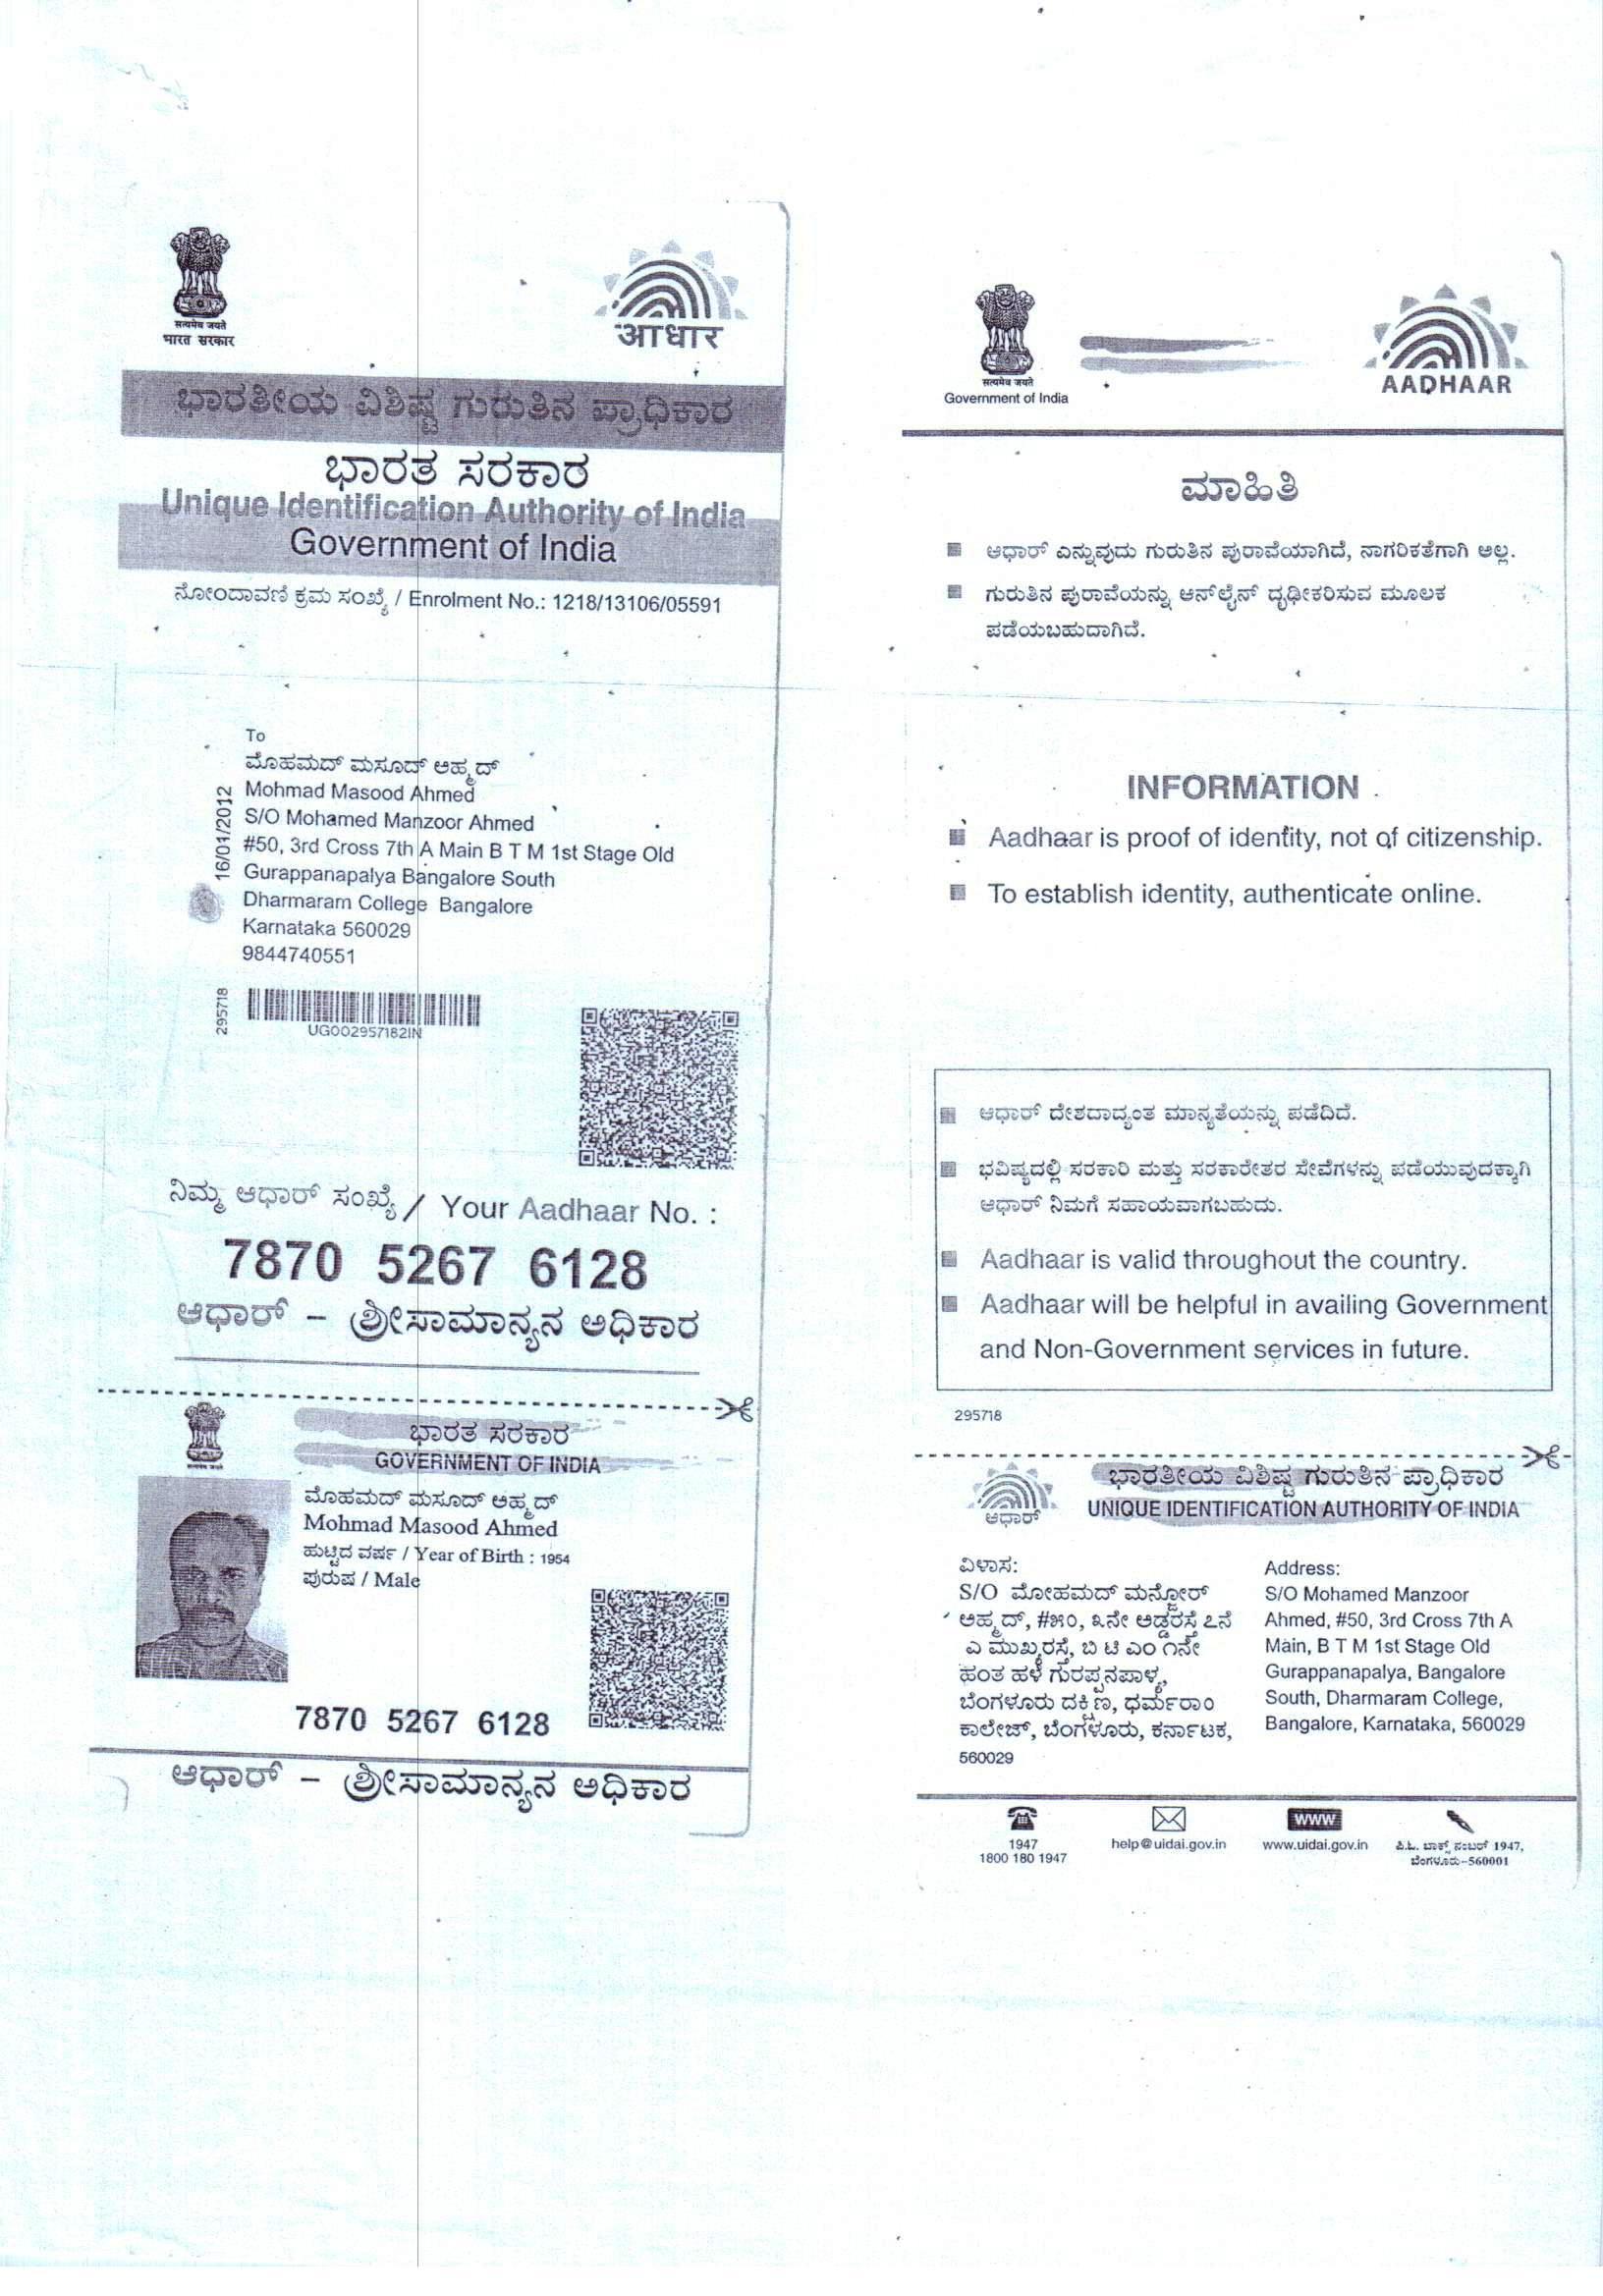 सत्यमेव जयते
भारत सरकार
आधार
ಭಾರತೀಯ ವಿಶಿಷ್ಟ ಗುರುತಿನ ಪ್ರಾಧಿಕಾರ
ಭಾರತ ಸರಕಾರ
Unique Identification Authority of India
Government of India
ನೋಂದಾವಣಿ ಕ್ರಮ ಸಂಖ್ಯೆ / Enrolment No.: 1218/13106/05591
To
ಮೊಹಮದ್ ಮಸೂದ್ ಅಹ್ಮದ್
Mohmad Masood Ahmed
S/O Mohamed Manzoor Ahmed
#50, 3rd Cross 7th A Main B T M 1st Stage Old
Gurappanapalya Bangalore South
Dharmaram College Bangalore
Karnataka 560029
9844740551
16/01/2012
295718
UG002957182IN
ನಿಮ್ಮ ಆಧಾರ್ ಸಂಖ್ಯೆ / Your Aadhaar No. :
7870 5267 6128
ಆಧಾರ್ – ಶ್ರೀಸಾಮಾನ್ಯನ ಅಧಿಕಾರ
ಭಾರತ ಸರಕಾರ
GOVERNMENT OF INDIA
ಮೊಹಮದ್ ಮಸೂದ್ ಅಹ್ಮದ್
Mohmad Masood Ahmed
ಹುಟ್ಟಿದ ವರ್ಷ / Year of Birth : 1954
ಪುರುಷ / Male
7870 5267 6128
ಆಧಾರ್ – ಶ್ರೀಸಾಮಾನ್ಯನ ಅಧಿಕಾರ
सत्यमेव जयते
Government of India
AADHAAR
ಮಾಹಿತಿ
ಆಧಾರ್ ಎನ್ನುವುದು ಗುರುತಿನ ಪುರಾವೆಯಾಗಿದೆ, ನಾಗರಿಕತೆಗಾಗಿ ಅಲ್ಲ.
ಗುರುತಿನ ಪುರಾವೆಯನ್ನು ಆನ್‌ಲೈನ್ ದೃಢೀಕರಿಸುವ ಮೂಲಕ
ಪಡೆಯಬಹುದಾಗಿದೆ.
INFORMATION
Aadhaar is proof of identity, not of citizenship.
To establish identity, authenticate online.
ಆಧಾರ್ ದೇಶದಾದ್ಯಂತ ಮಾನ್ಯತೆಯನ್ನು ಪಡೆದಿದೆ.
ಭವಿಷ್ಯದಲ್ಲಿ ಸರಕಾರಿ ಮತ್ತು ಸರಕಾರೇತರ ಸೇವೆಗಳನ್ನು ಪಡೆಯುವುದಕ್ಕಾಗಿ
ಆಧಾರ್ ನಿಮಗೆ ಸಹಾಯವಾಗಬಹುದು.
Aadhaar is valid throughout the country.
Aadhaar will be helpful in availing Government
and Non-Government services in future.
295718
ಆಧಾರ್
ಭಾರತೀಯ ವಿಶಿಷ್ಟ ಗುರುತಿನ ಪ್ರಾಧಿಕಾರ
UNIQUE IDENTIFICATION AUTHORITY OF INDIA
ವಿಳಾಸ:
S/O ಮೋಹಮದ್ ಮನ್ಜೋರ್
ಅಹ್ಮದ್, #೫೦, ೩ನೇ ಅಡ್ಡರಸ್ತೆ ೭ನೆ
ಎ ಮುಖ್ಯರಸ್ತೆ, ಬಿ ಟಿ ಎಂ ೧ನೇ
ಹಂತ ಹಳೆ ಗುರಪ್ಪನಪಾಳ್ಯ,
ಬೆಂಗಳೂರು ದಕ್ಷಿಣ, ಧರ್ಮರಾಂ
ಕಾಲೇಜ್, ಬೆಂಗಳೂರು, ಕರ್ನಾಟಕ,
560029
Address:
S/O Mohamed Manzoor
Ahmed, #50, 3rd Cross 7th A
Main, B T M 1st Stage Old
Gurappanapalya, Bangalore
South, Dharmaram College,
Bangalore, Karnataka, 560029
1947
1800 180 1947
help@uidai.gov.in
WWW
www.uidai.gov.in
ಪಿ.ಓ. ಬಾಕ್ಸ್ ನಂಬರ್ 1947,
ಬೆಂಗಳೂರು-560001